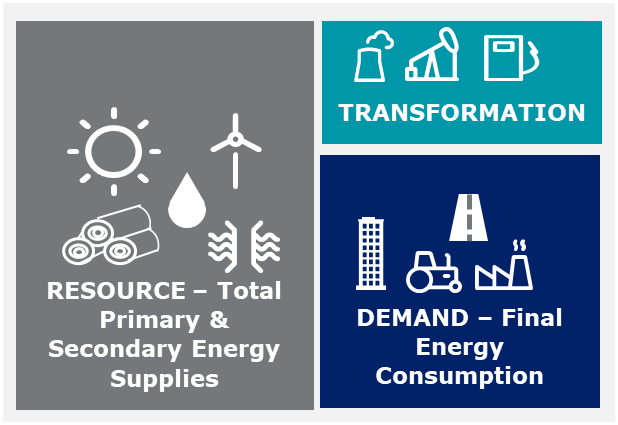 RESOURCE – Total
Primary &
Secondary Energy
Supplies
TRANSFORMATION
DEMAND – Final
Energy
Consumption